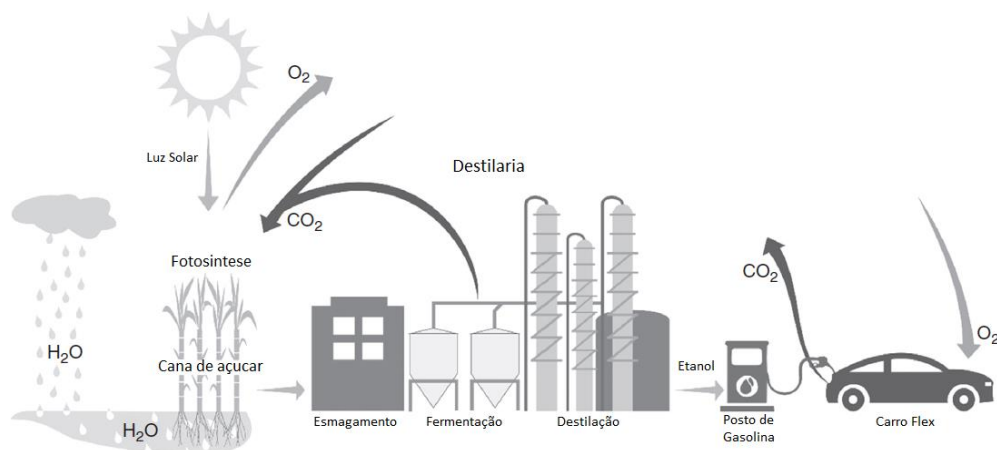 O2
Luz Solar
Destilaria
CO2
Fotosintese
H2O
Cana de açucar
H2O
Esmagamento
Fermentação
Destilação
Etanol
CO2
O2
Posto de
Gasolina
Carro Flex